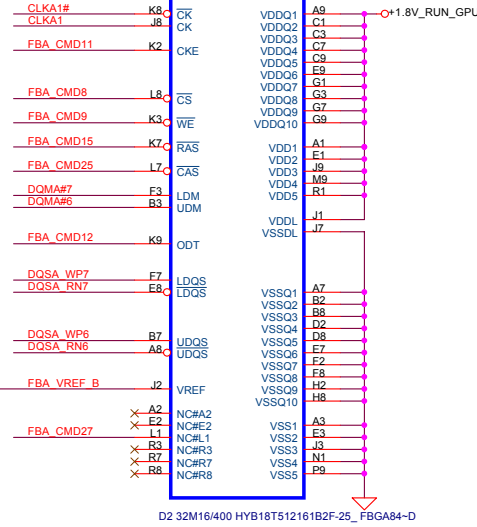 CLKA1# K8 CK VDDQ1 A9 +1.8V_RUN_GPU
CLKA1 J8 CK VDDQ2 C1
VDDQ3 C3
FBA_CMD11 K2 CKE VDDQ4 C7
VDDQ5 C9
VDDQ6 E9
VDDQ7 G1
FBA_CMD8 L8 CS VDDQ8 G3
VDDQ9 G7
FBA_CMD9 K3 WE VDDQ10 G9
FBA_CMD15 K7 RAS VDD1 A1
VDD2 E1
FBA_CMD25 L7 CAS VDD3 J9
VDD4 M9
DQMA#7 F3 LDM VDD5 R1
DQMA#6 B3 UDM
VDDL J1
VSSDL J7
FBA_CMD12 K9 ODT
DQSA_WP7 F7 LDQS
DQSA_RN7 E8 LDQS VSSQ1 A7
VSSQ2 B2
VSSQ3 B8
VSSQ4 D2
DQSA_WP6 B7 UDQS VSSQ5 D8
DQSA_RN6 A8 UDQS VSSQ6 E7
VSSQ7 F2
VSSQ8 F8
FBA_VREF_B J2 VREF VSSQ9 H2
VSSQ10 H8
A2 NC#A2
E2 NC#E2 VSS1 A3
FBA_CMD27 L1 NC#L1 VSS2 E3
R3 NC#R3 VSS3 J3
R7 NC#R7 VSS4 N1
R8 NC#R8 VSS5 P9
D2 32M16/400 HYB18T512161B2F-25_ FBGA84~D